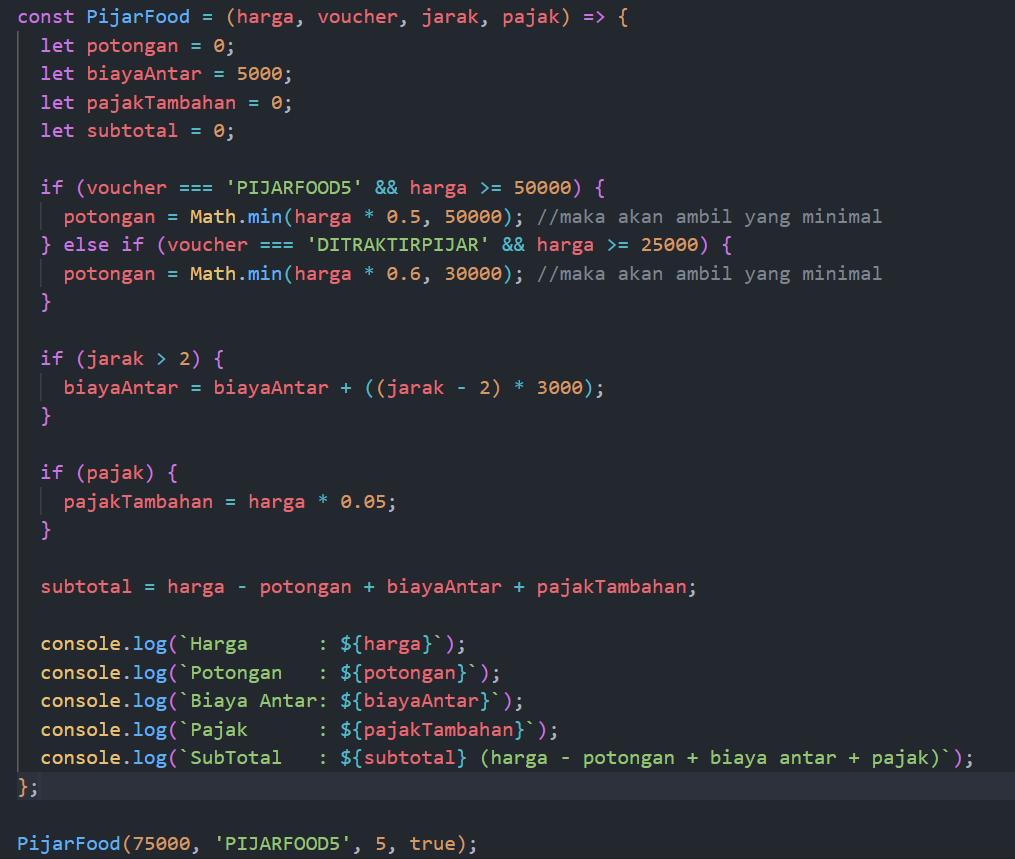 const PijarFood = (harga, voucher, jarak, pajak) => {
  let potongan = 0;
  let biayaAntar = 5000;
  let pajakTambahan = 0;
  let subtotal = 0;

  if (voucher === 'PIJARFOOD5' && harga >= 50000) {
    potongan = Math.min(harga * 0.5, 50000); //maka akan ambil yang minimal
  } else if (voucher === 'DITRAKTIRPIJAR' && harga >= 25000) {
    potongan = Math.min(harga * 0.6, 30000); //maka akan ambil yang minimal
  }

  if (jarak > 2) {
    biayaAntar = biayaAntar + ((jarak - 2) * 3000);
  }

  if (pajak) {
    pajakTambahan = harga * 0.05;
  }

  subtotal = harga - potongan + biayaAntar + pajakTambahan;

  console.log(`Harga      : ${harga}`);
  console.log(`Potongan   : ${potongan}`);
  console.log(`Biaya Antar: ${biayaAntar}`);
  console.log(`Pajak      : ${pajakTambahan}`);
  console.log(`SubTotal   : ${subtotal} (harga - potongan + biaya antar + pajak)`);
};

PijarFood(75000, 'PIJARFOOD5', 5, true);